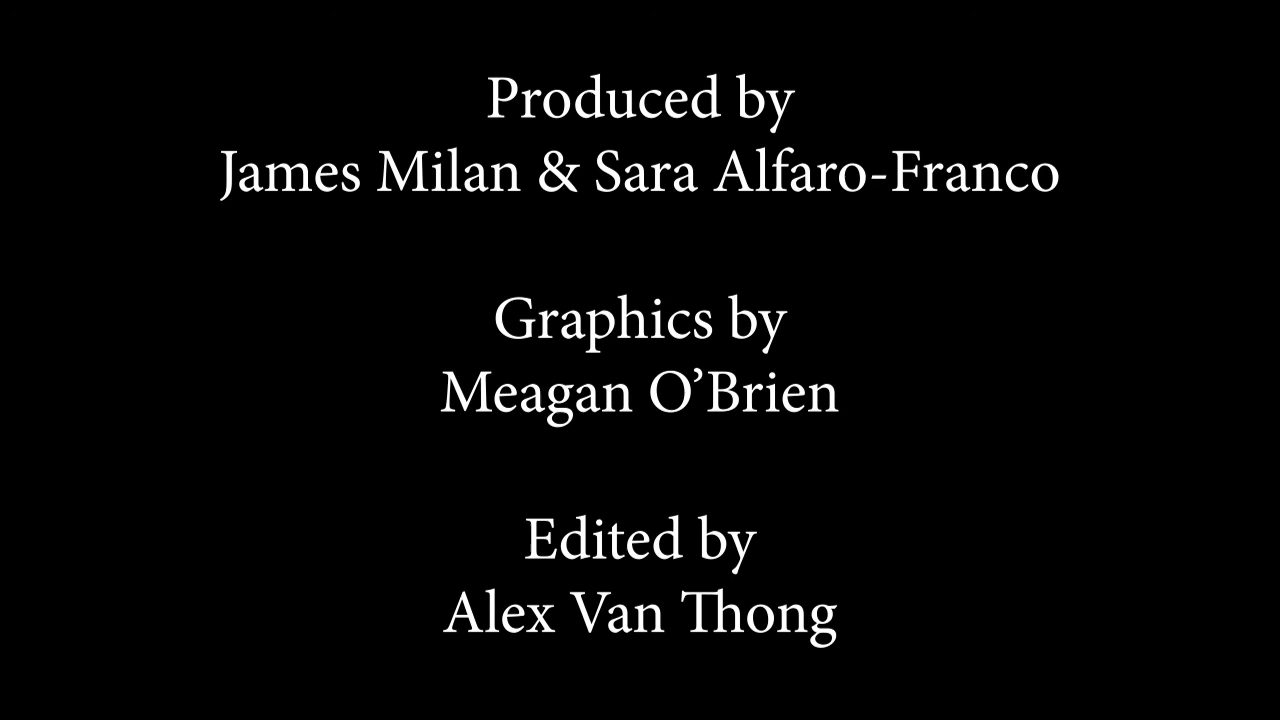 Produced by
James Milan & Sara Alfaro-Franco
Graphics by
Meagan O’Brien
Edited by
Alex Van Thong